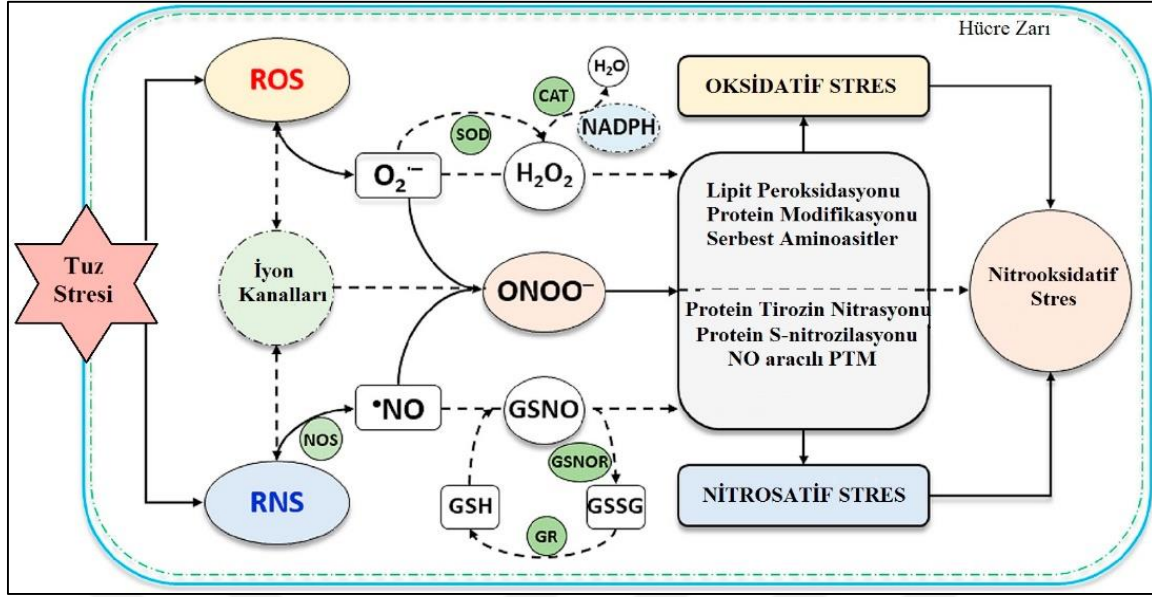 Hücre Zarı
ROS
H₂O
CAT
NADPH
SOD
O₂˙⁻
H₂O₂
OKSİDATİF STRES
Lipit Peroksidasyonu
Protein Modifikasyonu
Serbest Aminoasitler
Tuz
Stresi
İyon
Kanalları
ONOO⁻
Nitrooksidatif
Stres
Protein Tirozin Nitrasyonu
Protein S-nitrozilasyonu
NO aracılı PTM
•NO
GSNO
NOS
GSNOR
RNS
GSH
GSSG
GR
NİTROSATİF STRES